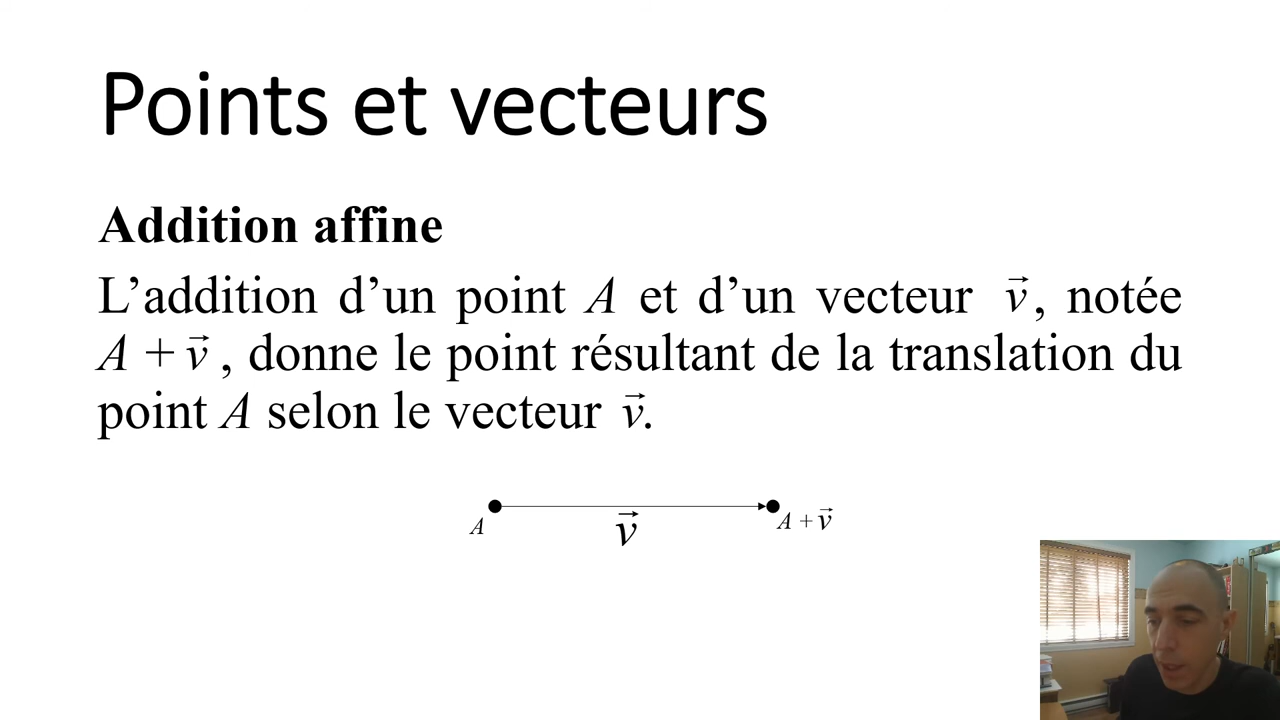 Points et vecteurs
Addition affine
L’addition d’un point A et d’un vecteur v⃗, notée
A + v⃗ , donne le point résultant de la translation du
point A selon le vecteur v⃗.
A v⃗ A + v⃗